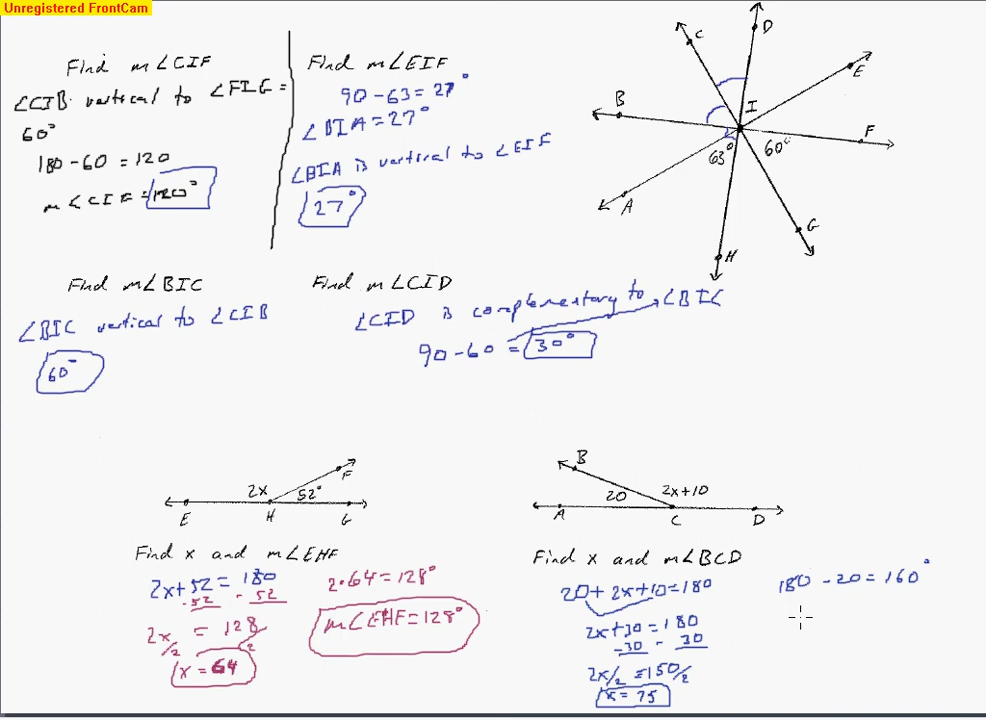 Unregistered FrontCam
Find m∠CIF
∠CIB vertical to ∠FIG =
60°
180-60=120
m∠CIF=120°
Find m∠EIF
90-63=27°
∠BIA=27°
∠BIA is vertical to ∠EIF
27°
C
D
E
B
I
F
63°
60°
A
G
H
Find m∠BIC
∠BIC vertical to ∠CIB
60°
Find m∠CID
∠CID is complementary to ∠BIC
90-60=30°
2x
52°
F
E
H
G
Find x and m∠EHF
2x+52=180
-52 -52
2x/2 = 128/2
x=64
2·64=128°
m∠EHF=128°
B
20
2x+10
A
C
D
Find x and m∠BCD
20+2x+10=180
2x+30=180
-30 -30
2x/2=150/2
x=75
180-20=160°